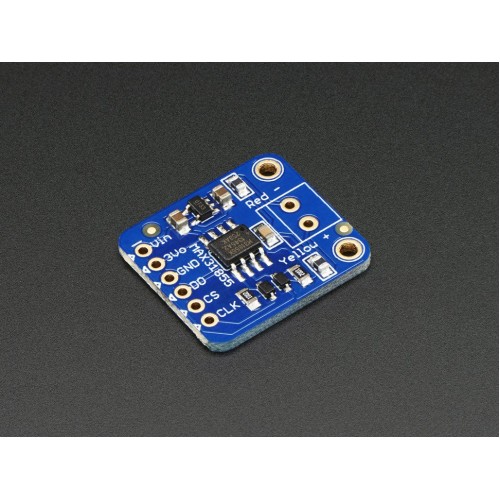 Vin
3Vo
GND
DO
CS
CLK
MAX31855
Red -
Yellow +